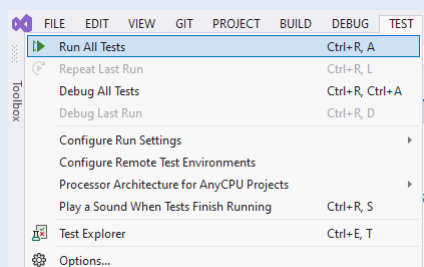 FILE EDIT VIEW GIT PROJECT BUILD DEBUG TEST
Run All Tests Ctrl+R, A
Repeat Last Run Ctrl+R, L
Debug All Tests Ctrl+R, Ctrl+A
Debug Last Run Ctrl+R, D
Configure Run Settings
Configure Remote Test Environments
Processor Architecture for AnyCPU Projects
Play a Sound When Tests Finish Running Ctrl+R, S
Test Explorer Ctrl+E, T
Options...
Toolbox